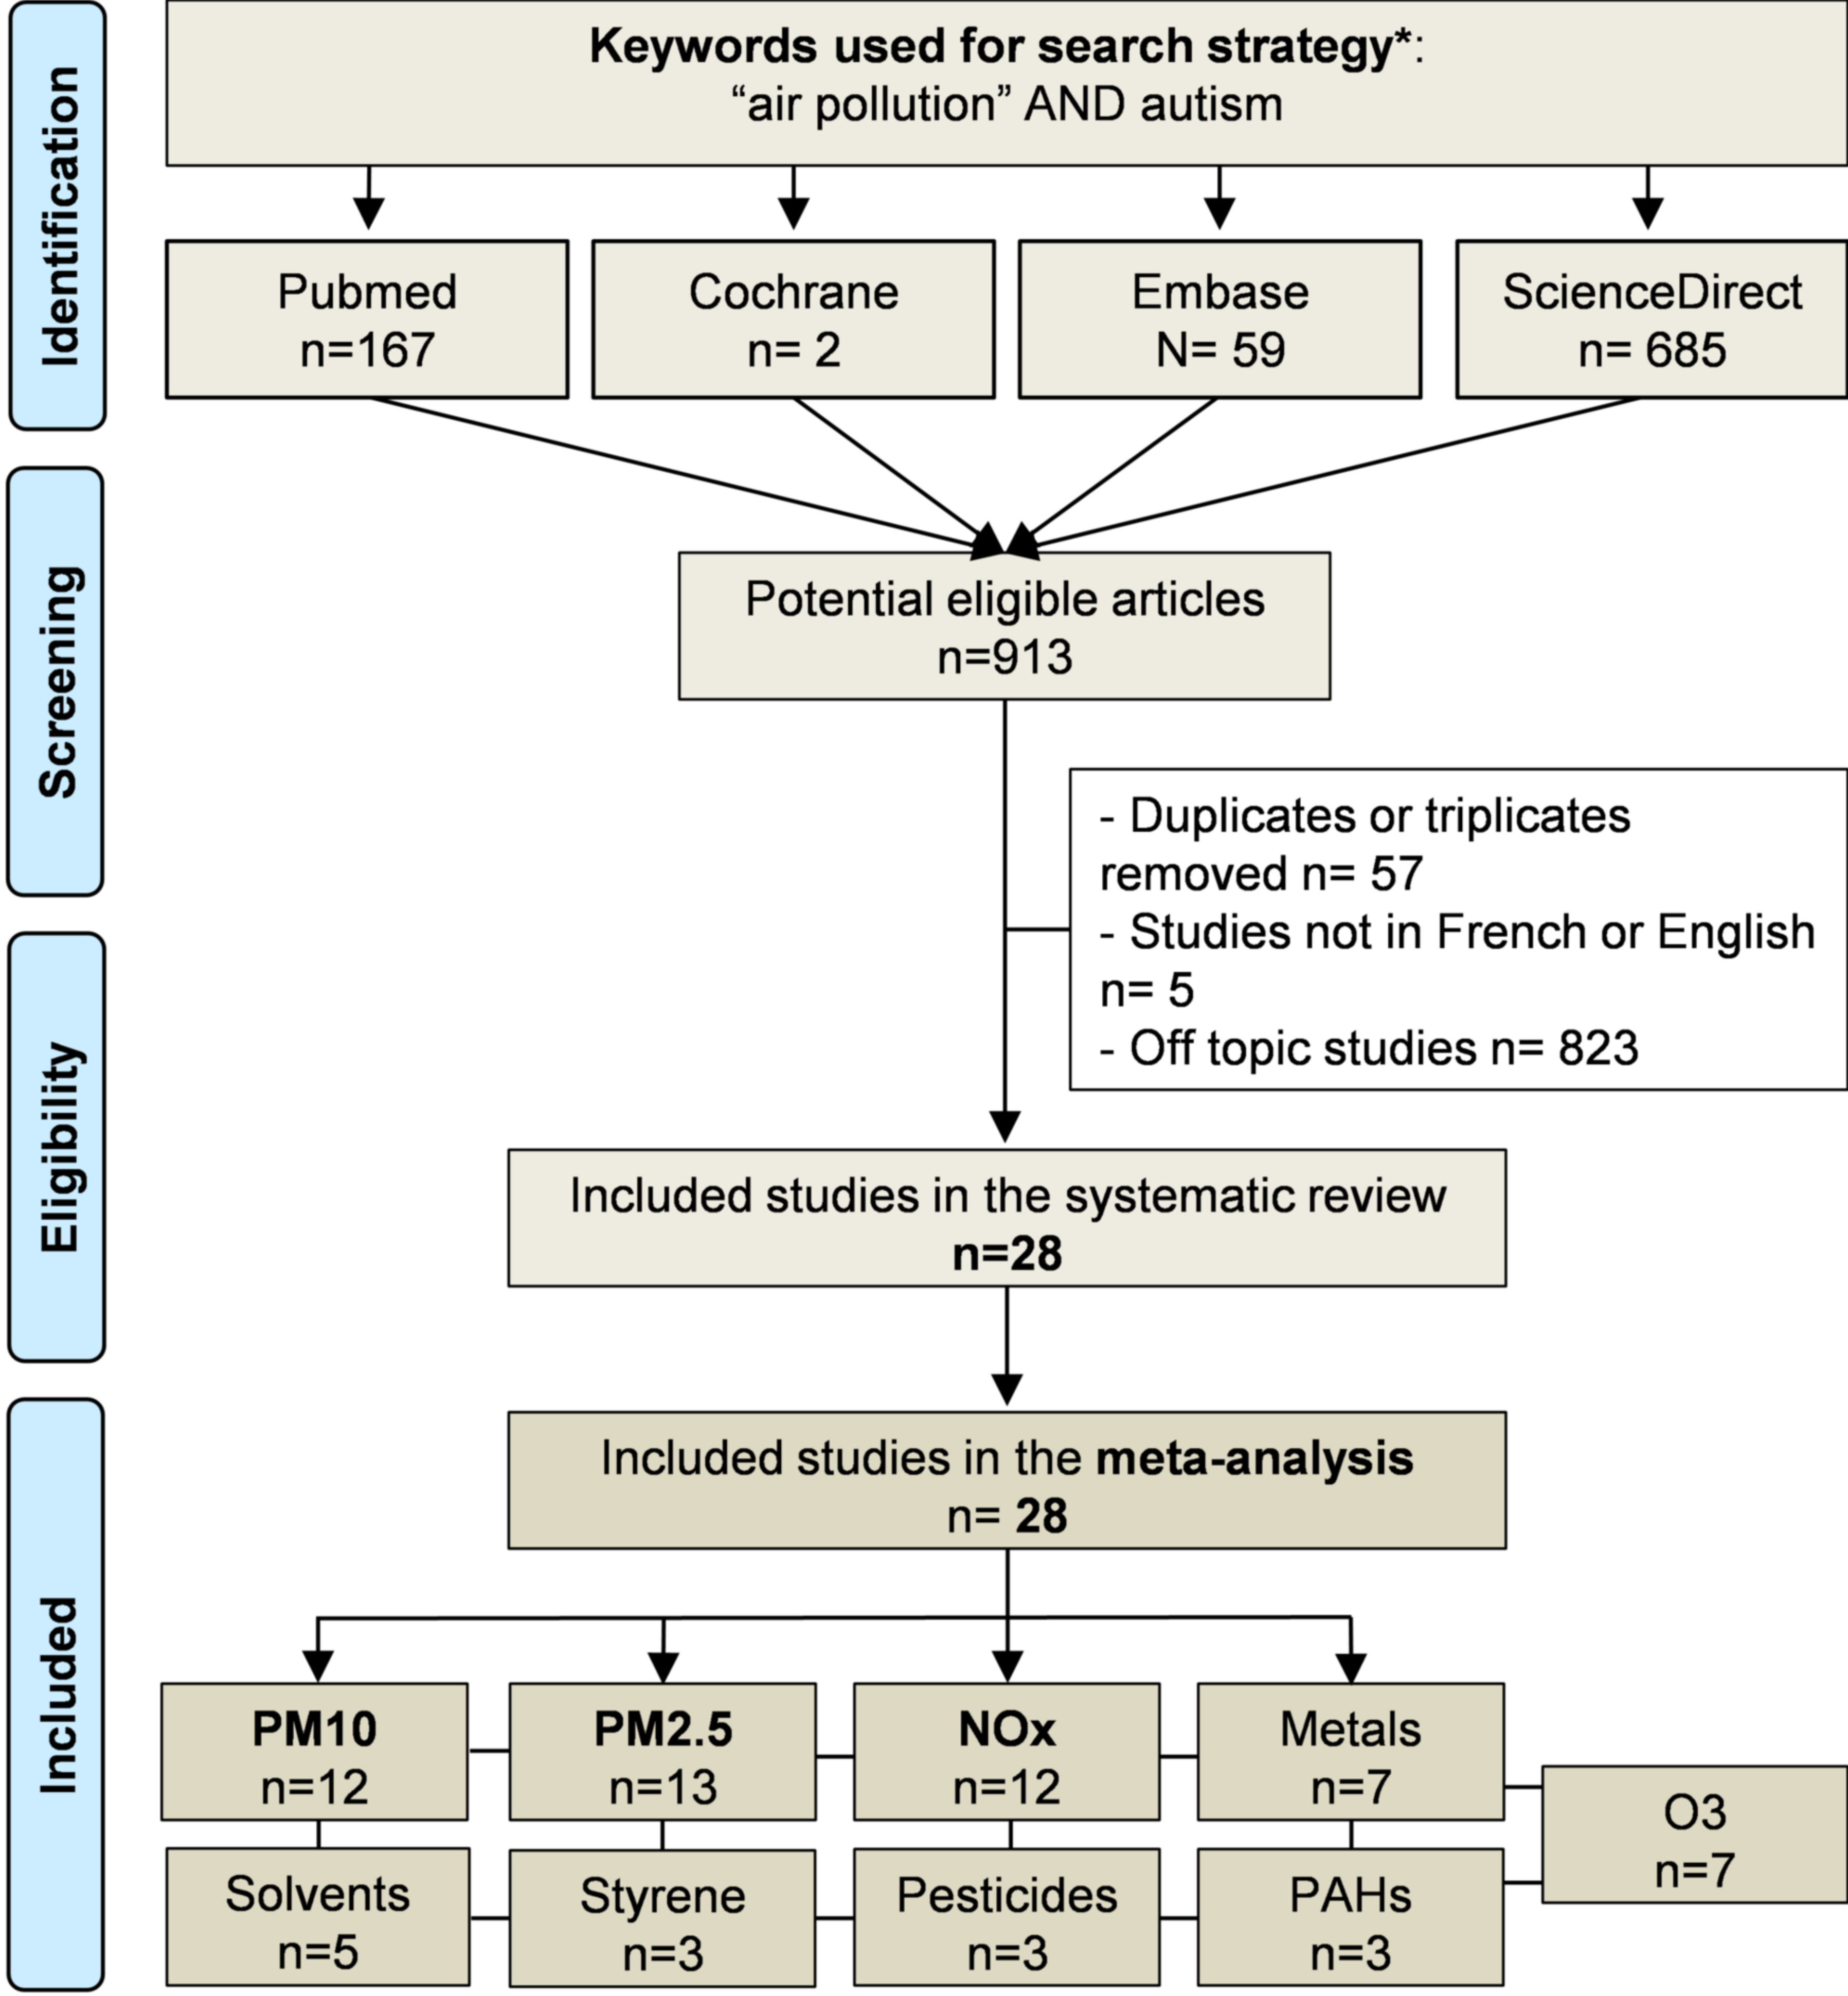 Identification
Keywords used for search strategy*:
“air pollution” AND autism
Pubmed
n=167
Cochrane
n= 2
Embase
N= 59
ScienceDirect
n= 685
Screening
Potential eligible articles
n=913
- Duplicates or triplicates
removed n= 57
- Studies not in French or English
n= 5
- Off topic studies n= 823
Eligibility
Included studies in the systematic review
n=28
Included
Included studies in the meta-analysis
n= 28
PM10
n=12
PM2.5
n=13
NOx
n=12
Metals
n=7
O3
n=7
Solvents
n=5
Styrene
n=3
Pesticides
n=3
PAHs
n=3